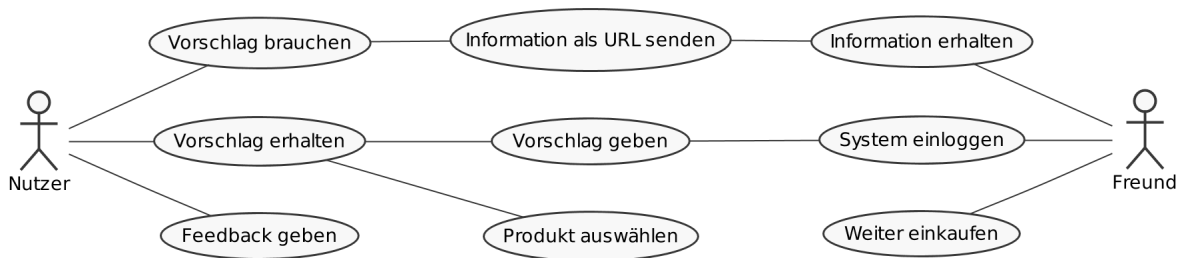 Vorschlag brauchen
Information als URL senden
Information erhalten
Nutzer
Vorschlag erhalten
Vorschlag geben
System einloggen
Freund
Feedback geben
Produkt auswählen
Weiter einkaufen